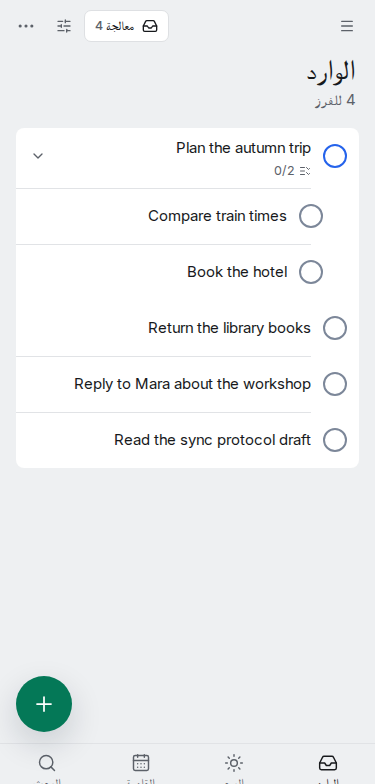 معالجة 4
الوارد
4 للفرز
Plan the autumn trip
0/2
Compare train times
Book the hotel
Return the library books
Reply to Mara about the workshop
Read the sync protocol draft